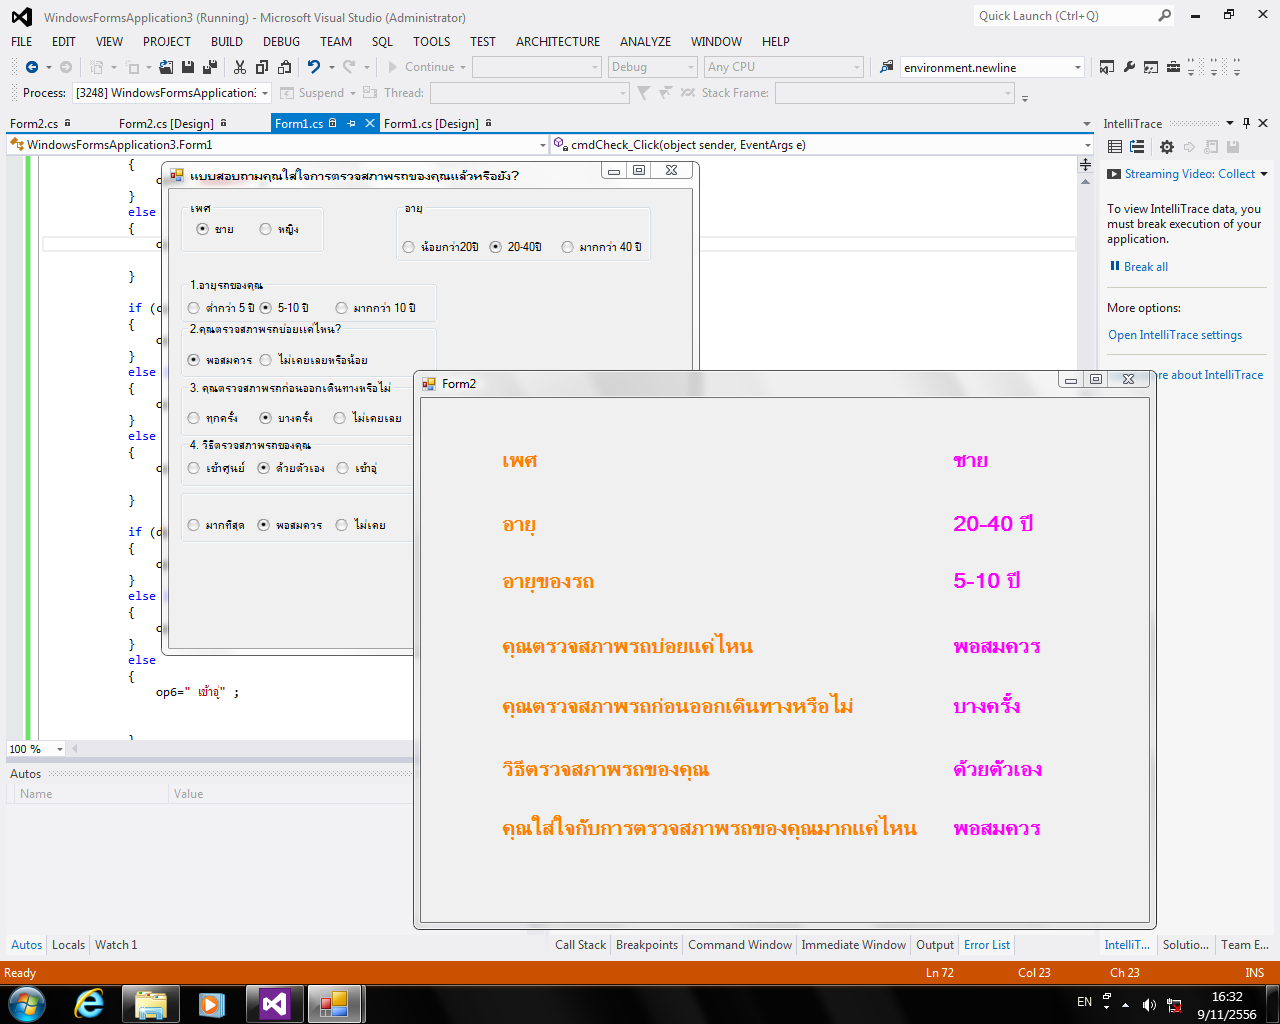 WindowsFormsApplication3 (Running) - Microsoft Visual Studio (Administrator)
Quick Launch (Ctrl+Q)
FILE EDIT VIEW PROJECT BUILD DEBUG TEAM SQL TOOLS TEST ARCHITECTURE ANALYZE WINDOW HELP
Continue Debug Any CPU environment.newline
Process: [3248] WindowsFormsApplication Suspend Thread: Stack Frame:
Form2.cs Form2.cs [Design] Form1.cs Form1.cs [Design]
WindowsFormsApplication3.Form1 cmdCheck_Click(object sender, EventArgs e)
{
}
else
{
}
if (
{
}
else
{
}
else
{
}
if (
{
}
else
{
}
else
{
op6=" เข้าอุ่" ;
100 %
แบบสอบถามคุณใส่ใจการตรวจสภาพรถของคุณแล้วหรือยัง?
เพศ
ชาย หญิง
อายุ
น้อยกว่า20ปี 20-40ปี มากกว่า 40 ปี
1.อายุรถของคุณ
ต่ำกว่า 5 ปี 5-10 ปี มากกว่า 10 ปี
2.คุณตรวจสภาพรถบ่อยแค่ไหน?
พอสมควร ไม่เคยเลยหรือน้อย
3. คุณตรวจสภาพรถก่อนออกเดินทางหรือไม่
ทุกครั้ง บางครั้ง ไม่เคยเลย
4. วิธีตรวจสภาพรถของคุณ
เข้าศูนย์ ด้วยตัวเอง เข้าอุ่
มากที่สุด พอสมควร ไม่เคย
Form2
เพศ ชาย
อายุ 20-40 ปี
อายุของรถ 5-10 ปี
คุณตรวจสภาพรถบ่อยแค่ไหน พอสมควร
คุณตรวจสภาพรถก่อนออกเดินทางหรือไม่ บางครั้ง
วิธีตรวจสภาพรถของคุณ ด้วยตัวเอง
คุณใส่ใจกับการตรวจสภาพรถของคุณมากแค่ไหน พอสมควร
IntelliTrace
Streaming Video: Collect
To view IntelliTrace data, you
must break execution of your
application.
Break all
More options:
Open IntelliTrace settings
re about IntelliTrace
Autos
Name Value
Autos Locals Watch 1
Call Stack Breakpoints Command Window Immediate Window Output Error List
IntelliT... Solutio... Team E...
Ready Ln 72 Col 23 Ch 23 INS
EN 16:32
9/11/2556